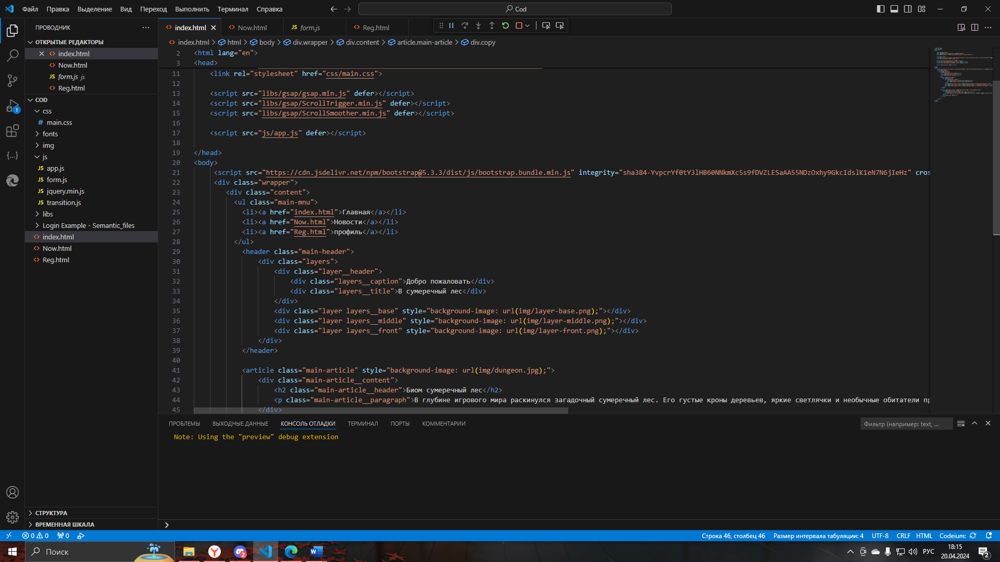 Файл Правка Выделение Вид Переход Выполнить Терминал Справка Cod
ПРОВОДНИК
ОТКРЫТЫЕ РЕДАКТОРЫ
index.html
Now.html
JS form.js js
Reg.html
COD
css
# main.css
fonts
img
js
JS app.js
JS form.js
JS jquery.min.js
JS transition.js
libs
Login Example - Semantic_files
index.html
Now.html
Reg.html
СТРУКТУРА
ВРЕМЕННАЯ ШКАЛА
1
index.html Now.html JS form.js Reg.html
index.html > html > body > div.wrapper > div.content > article.main-article > div.copy
2 <html lang="en">
3 <head>
11 <link rel="stylesheet" href="css/main.css">
12
13 <script src="libs/gsap/gsap.min.js" defer></script>
14 <script src="libs/gsap/ScrollTrigger.min.js" defer></script>
15 <script src="libs/gsap/ScrollSmoother.min.js" defer></script>
16
17 <script src="js/app.js" defer></script>
18
19 </head>
20 <body>
21 <script src="https://cdn.jsdelivr.net/npm/bootstrap@5.3.3/dist/js/bootstrap.bundle.min.js" integrity="sha384-YvpcrYf0tY3lHB60NNkmXc5s9fDVZLESaAA55NDzOxhy9GkcIdslK1eN7N6jIeHz" cros
22 <div class="wrapper">
23 <div class="content">
24 <ul class="main-mnu">
25 <li><a href="index.html">Главная</a></li>
26 <li><a href="Now.html">Новости</a></li>
27 <li><a href="Reg.html">профиль</a></li>
28 </ul>
29 <header class="main-header">
30 <div class="layers">
31 <div class="layer__header">
32 <div class="layers__caption">Добро пожаловать</div>
33 <div class="layers__title">В сумеречный лес</div>
34 </div>
35 <div class="layer layers__base" style="background-image: url(img/layer-base.png);"></div>
36 <div class="layer layers__middle" style="background-image: url(img/layer-middle.png);"></div>
37 <div class="layer layers__front" style="background-image: url(img/layer-front.png);"></div>
38 </div>
39 </header>
40
41 <article class="main-article" style="background-image: url(img/dungeon.jpg);">
42 <div class="main-article__content">
43 <h2 class="main-article__header">Биом сумеречный лес</h2>
44 <p class="main-article__paragraph">В глубине игрового мира раскинулся загадочный сумеречный лес. Его густые кроны деревьев, яркие светлячки и необычные обитатели пр
45 </div>
ПРОБЛЕМЫ ВЫХОДНЫЕ ДАННЫЕ КОНСОЛЬ ОТЛАДКИ ТЕРМИНАЛ ПОРТЫ КОММЕНТАРИИ Фильтр (например: text, ...
Note: Using the "preview" debug extension
0 0 0 Строка 46, столбец 46 Размер интервала табуляции: 4 UTF-8 CRLF HTML Codeium:
Поиск 2 РУС 18:15
20.04.2024 2